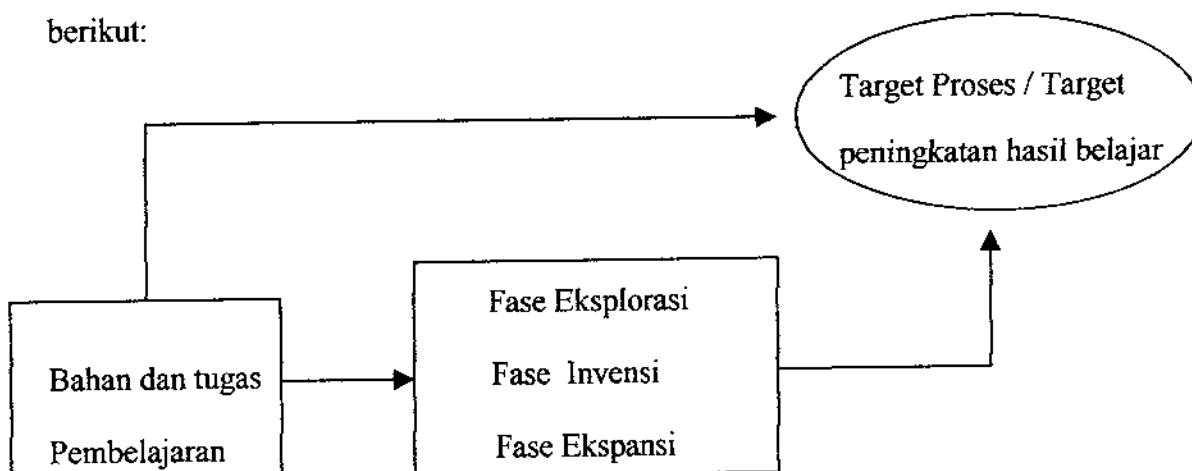 berikut:
Target Proses / Target
peningkatan hasil belajar
Bahan dan tugas
Pembelajaran
Fase Eksplorasi
Fase Invensi
Fase Ekspansi